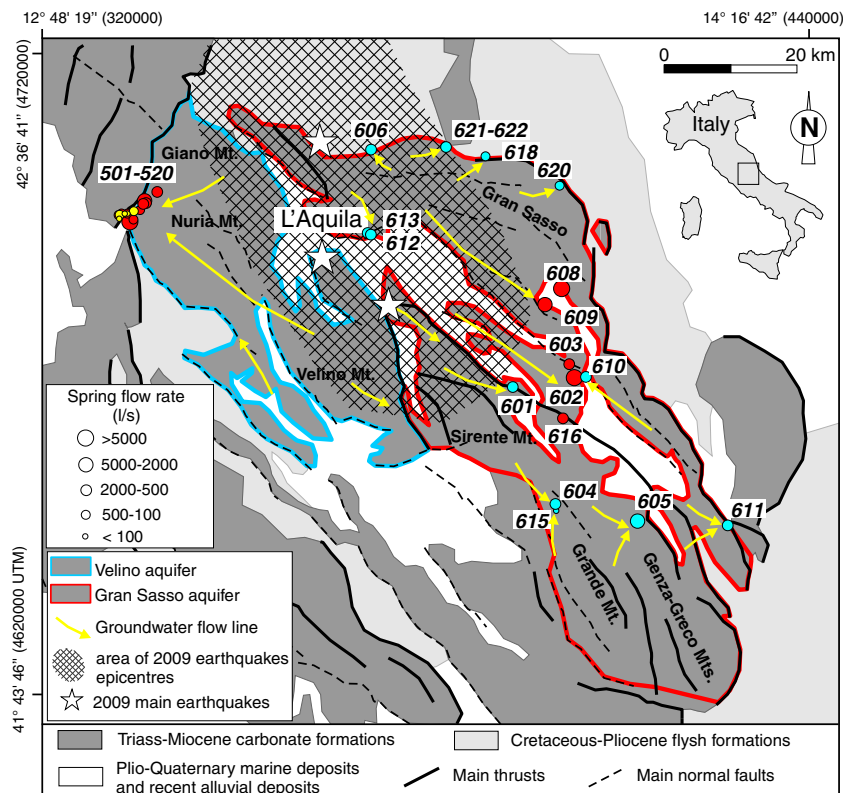 12° 48' 19" (320000)
14° 16' 42" (440000)
0 20 km
42° 36' 41" (4720000)
Italy
N
606
621-622
618
Giano Mt.
501-520
620
Nuria Mt.
Gran Sasso
L'Aquila
613
612
608
609
603
610
Velino Mt.
601
602
616
Sirente Mt.
Spring flow rate
(l/s)
>5000
5000-2000
2000-500
500-100
< 100
604
605
611
615
Grande Mt.
Genza-Greco Mts.
Velino aquifer
Gran Sasso aquifer
Groundwater flow line
area of 2009 earthquakes
epicentres
2009 main earthquakes
41° 43' 46" (4620000 UTM)
Triass-Miocene carbonate formations
Cretaceous-Pliocene flysh formations
Plio-Quaternary marine deposits
and recent alluvial deposits
Main thrusts
Main normal faults